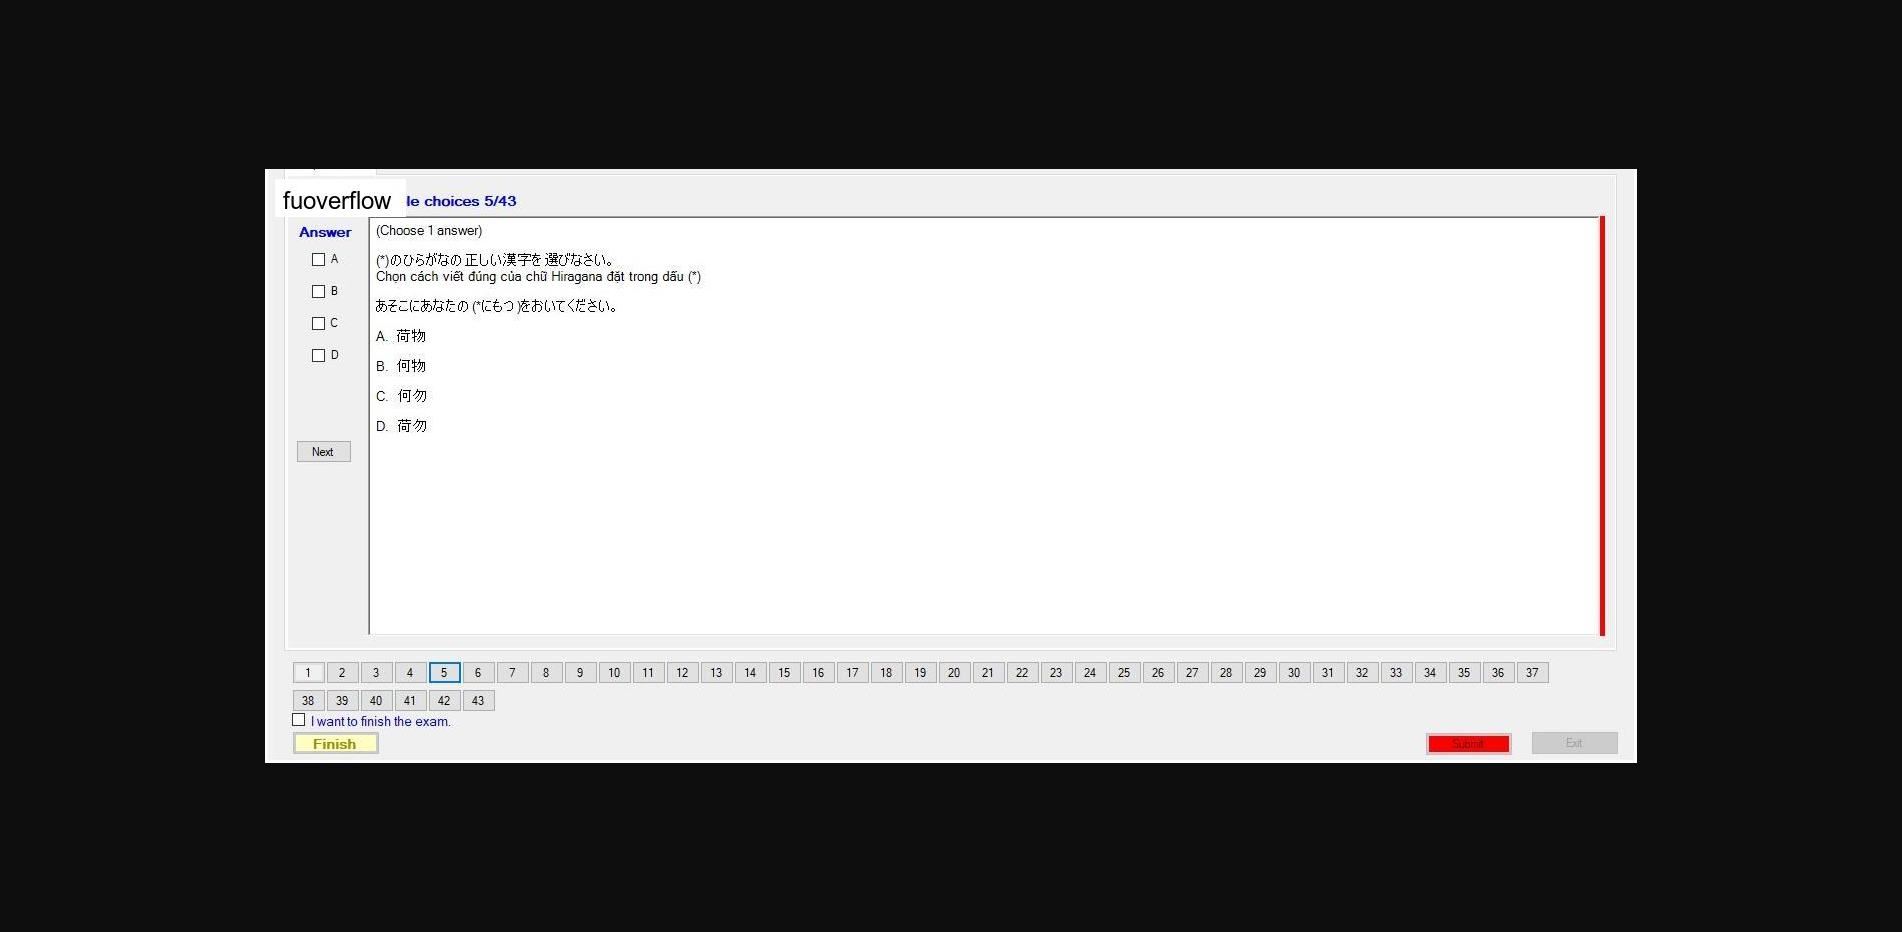 fuoverflow
le choices 5/43
Answer
(Choose 1 answer)
A
(*)のひらがなの 正しい漢字を 選びなさい。
Chọn cách viết đúng của chữ Hiragana đặt trong dấu (*)
B
あそこにあなたの (*にもつ )をおいてください。
C
A. 荷物
D
B. 何物
C. 何勿
D. 荷勿
Next
1 2 3 4 5 6 7 8 9 10 11 12 13 14 15 16 17 18 19 20 21 22 23 24 25 26 27 28 29 30 31 32 33 34 35 36 37
38 39 40 41 42 43
I want to finish the exam.
Finish
Submit
Exit